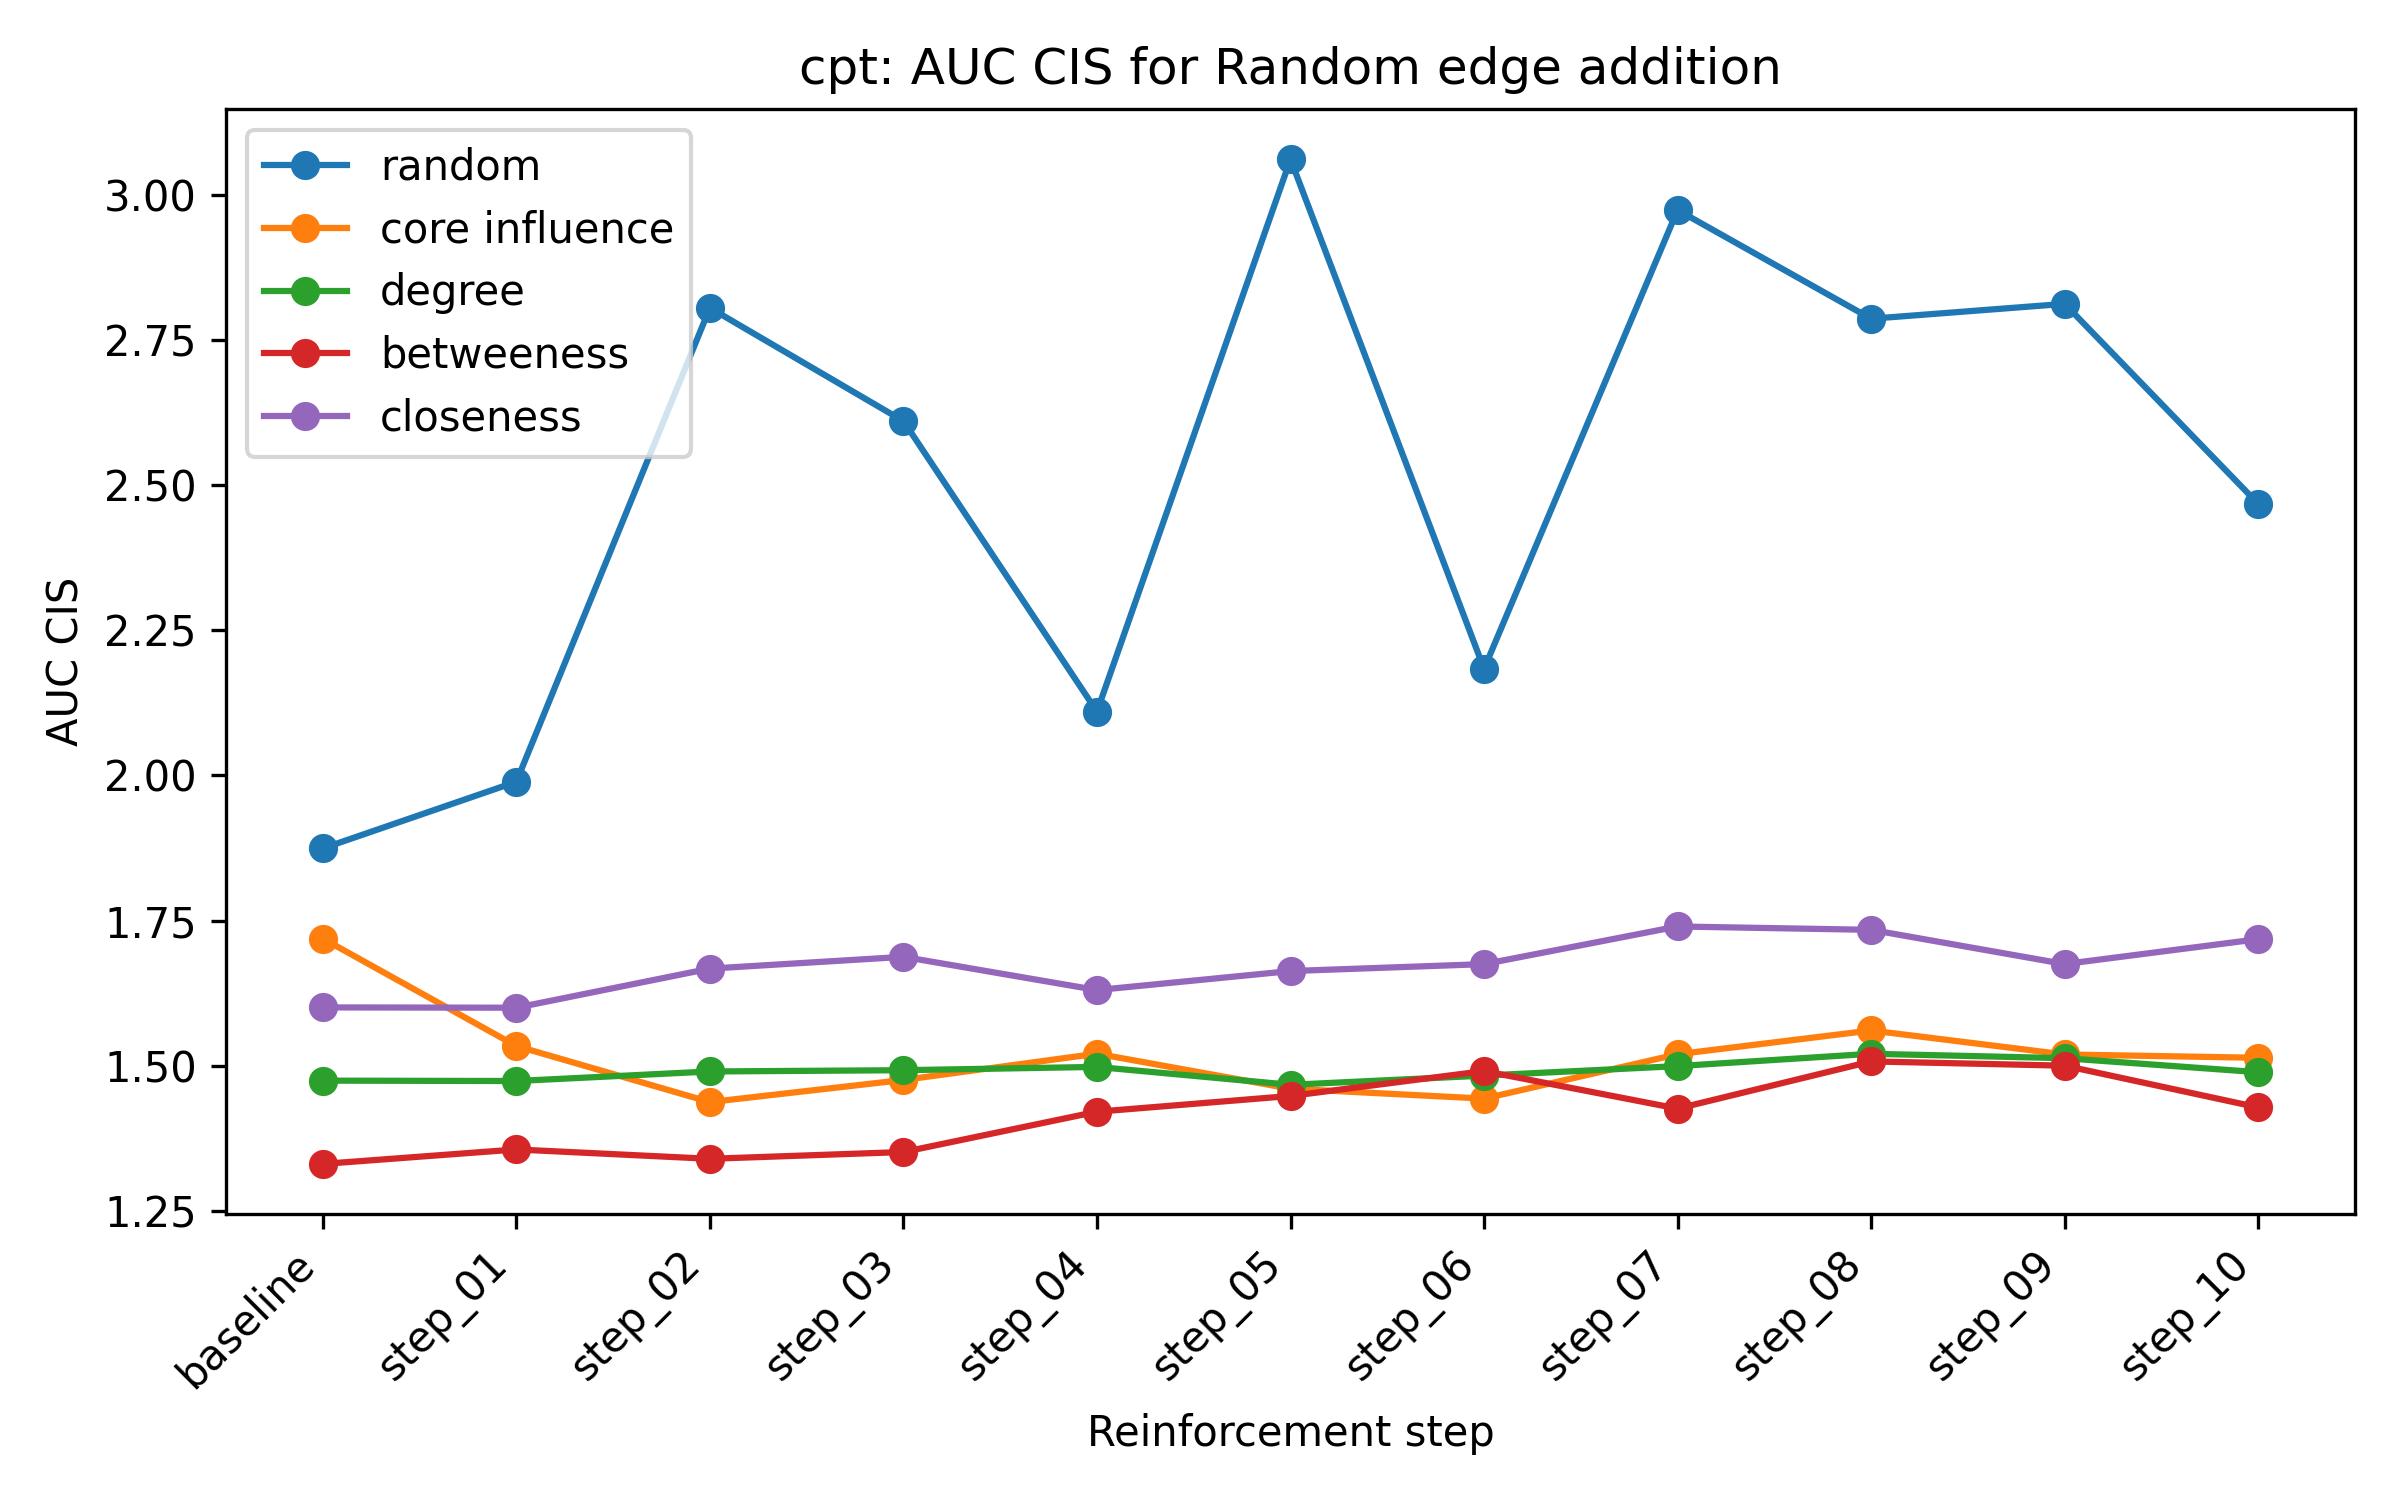 cpt: AUC CIS for Random edge addition
random
core influence
degree
betweeness
closeness
AUC CIS
3.00
2.75
2.50
2.25
2.00
1.75
1.50
1.25
baseline
step_01
step_02
step_03
step_04
step_05
step_06
step_07
step_08
step_09
step_10
Reinforcement step